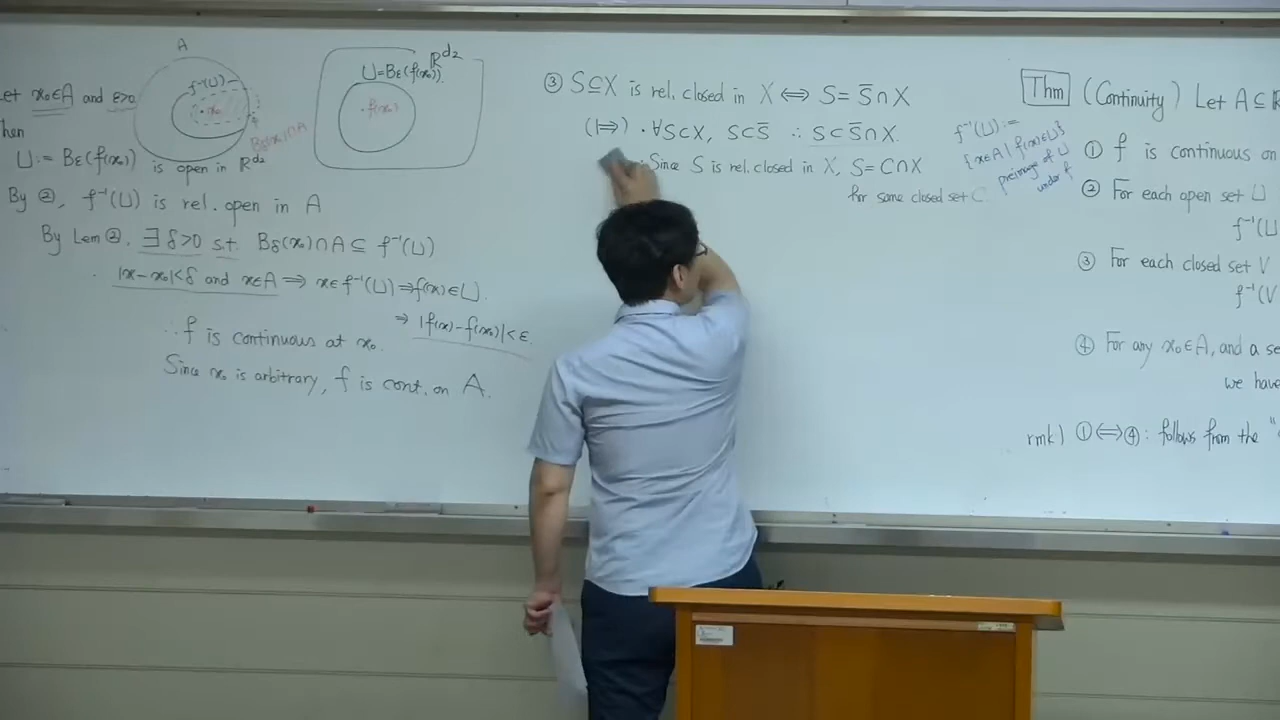 A
f⁻¹(U)
x₀
Bδ(x₀)∩A
U=Bε(f(x₀))
ℝ^d₂
f(x₀)
Let x₀∈A and ε>0
Then
U := Bε(f(x₀)) is open in ℝ^d₂
By ②, f⁻¹(U) is rel. open in A
By Lem ②, ∃ δ>0 s.t. Bδ(x₀)∩A ⊆ f⁻¹(U)
|x-x₀|<δ and x∈A ⇒ x∈f⁻¹(U) ⇒ f(x)∈U.
⇒ |f(x)-f(x₀)|<ε.
∴ f is continuous at x₀.
Since x₀ is arbitrary, f is cont. on A.
③ S⊆X is rel. closed in X ⇔ S = S̄∩X
(⇒) · ∀S⊂X, S⊂S̄ ∴ S⊂S̄∩X.
Since S is rel. closed in X, S=C∩X
for some closed set C.
f⁻¹(U) :=
{x∈A | f(x)∈U}
preimage of U
under f
Thm (Continuity) Let A⊆ℝ
① f is continuous on
② For each open set U
f⁻¹(U
③ For each closed set V
f⁻¹(V
④ For any x₀∈A, and a se
we have
rmk) ①⇔④ : follows from the "